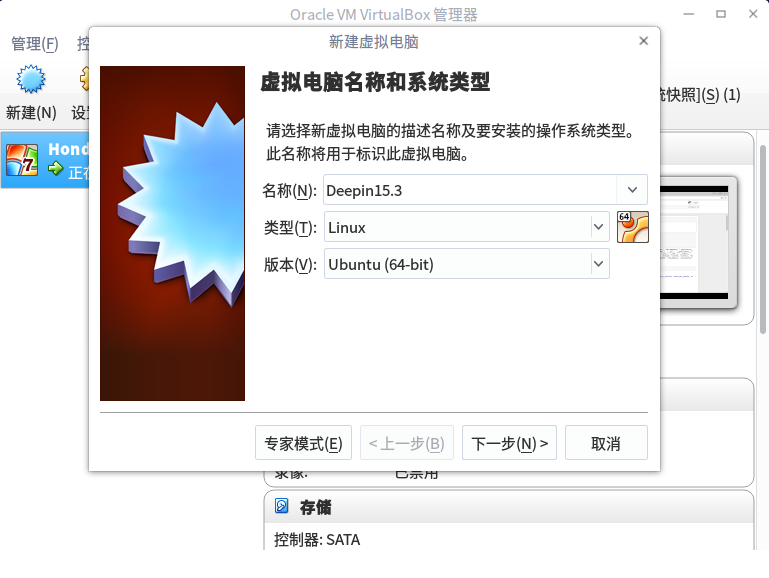 Oracle VM VirtualBox 管理器
管理(F) 控
新建虚拟电脑
新建(N) 设
统快照](S) (1)
Hond
正在
虚拟电脑名称和系统类型
请选择新虚拟电脑的描述名称及要安装的操作系统类型。
此名称将用于标识此虚拟电脑。
名称(N): Deepin15.3
类型(T): Linux
64
版本(V): Ubuntu (64-bit)
专家模式(E) < 上一步(B) 下一步(N) > 取消
录像: 已禁用
存储
控制器: SATA